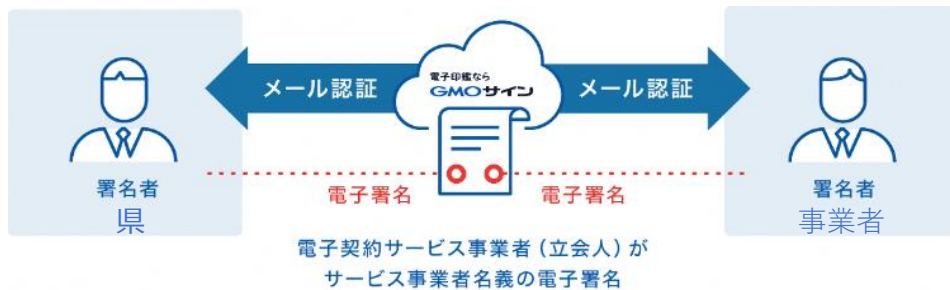 電子印鑑なら
GMOサイン
メール認証
メール認証
署名者
県
電子署名
電子署名
署名者
事業者
電子契約サービス事業者（立会人）が
サービス事業者名義の電子署名